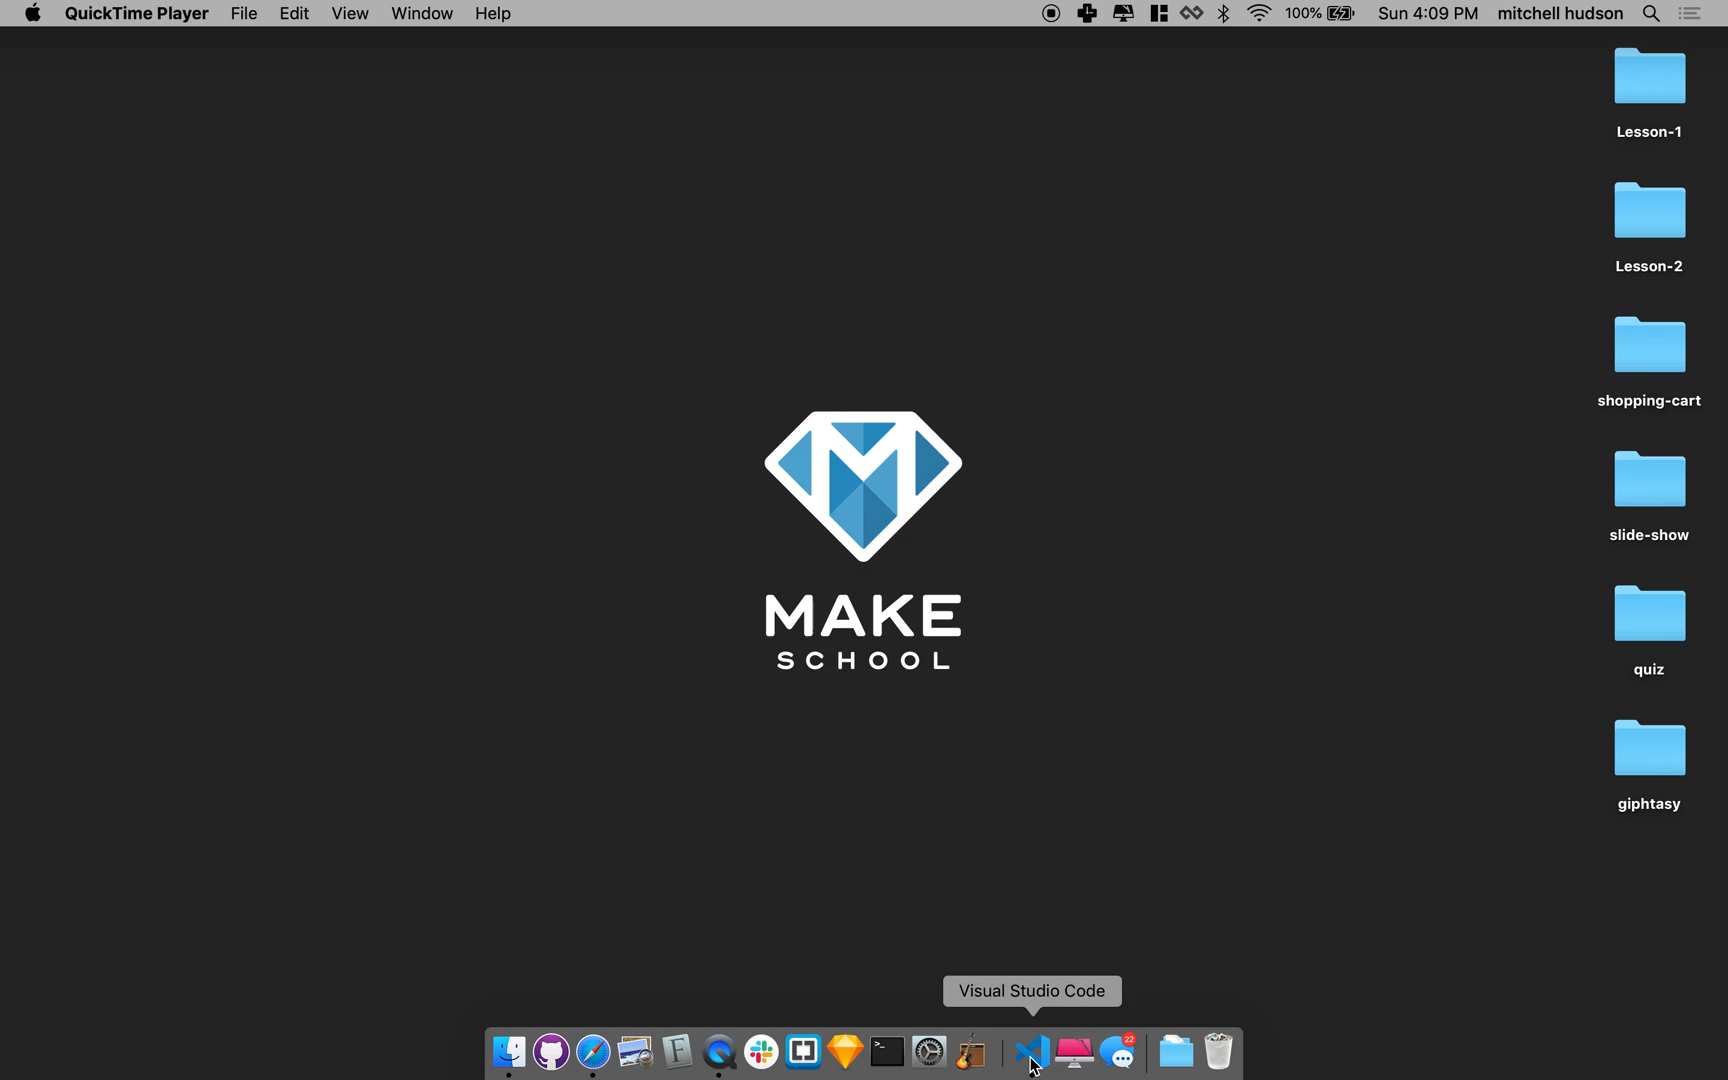 QuickTime Player File Edit View Window Help 100% Sun 4:09 PM mitchell hudson
Lesson-1
Lesson-2
shopping-cart
slide-show
quiz
giphtasy
MAKE
SCHOOL
Visual Studio Code
22